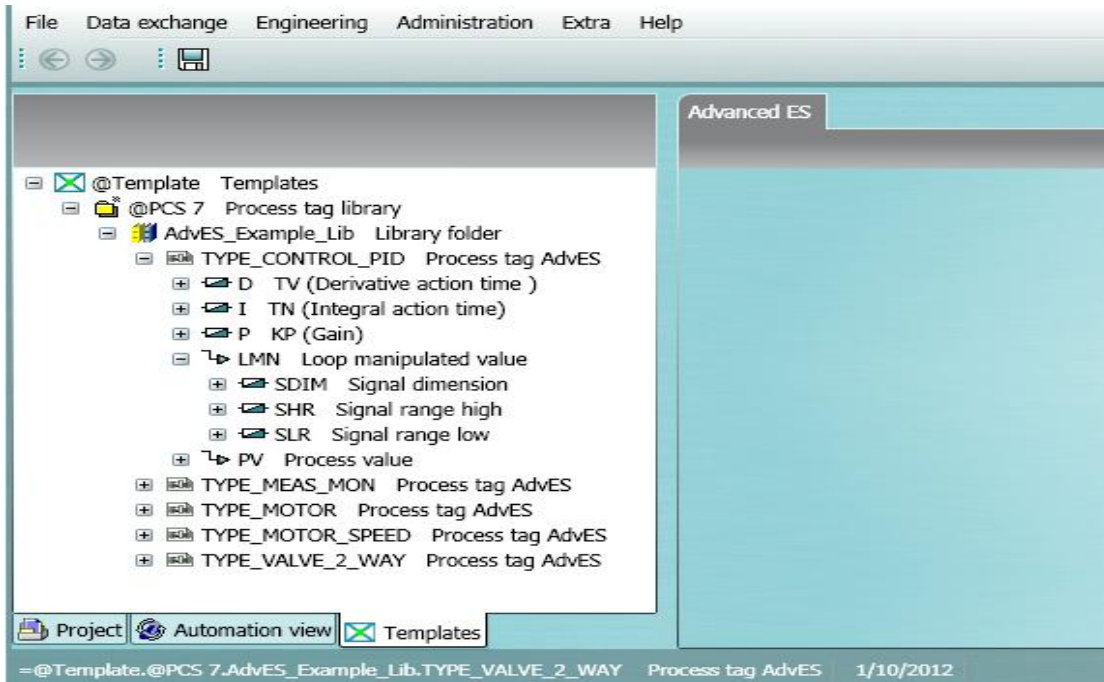 File Data exchange Engineering Administration Extra Help
Advanced ES
@Template Templates
@PCS 7 Process tag library
AdvES_Example_Lib Library folder
TYPE_CONTROL_PID Process tag AdvES
D TV (Derivative action time )
I TN (Integral action time)
P KP (Gain)
LMN Loop manipulated value
SDIM Signal dimension
SHR Signal range high
SLR Signal range low
PV Process value
TYPE_MEAS_MON Process tag AdvES
TYPE_MOTOR Process tag AdvES
TYPE_MOTOR_SPEED Process tag AdvES
TYPE_VALVE_2_WAY Process tag AdvES
Project Automation view Templates
=@Template.@PCS 7.AdvES_Example_Lib.TYPE_VALVE_2_WAY Process tag AdvES 1/10/2012